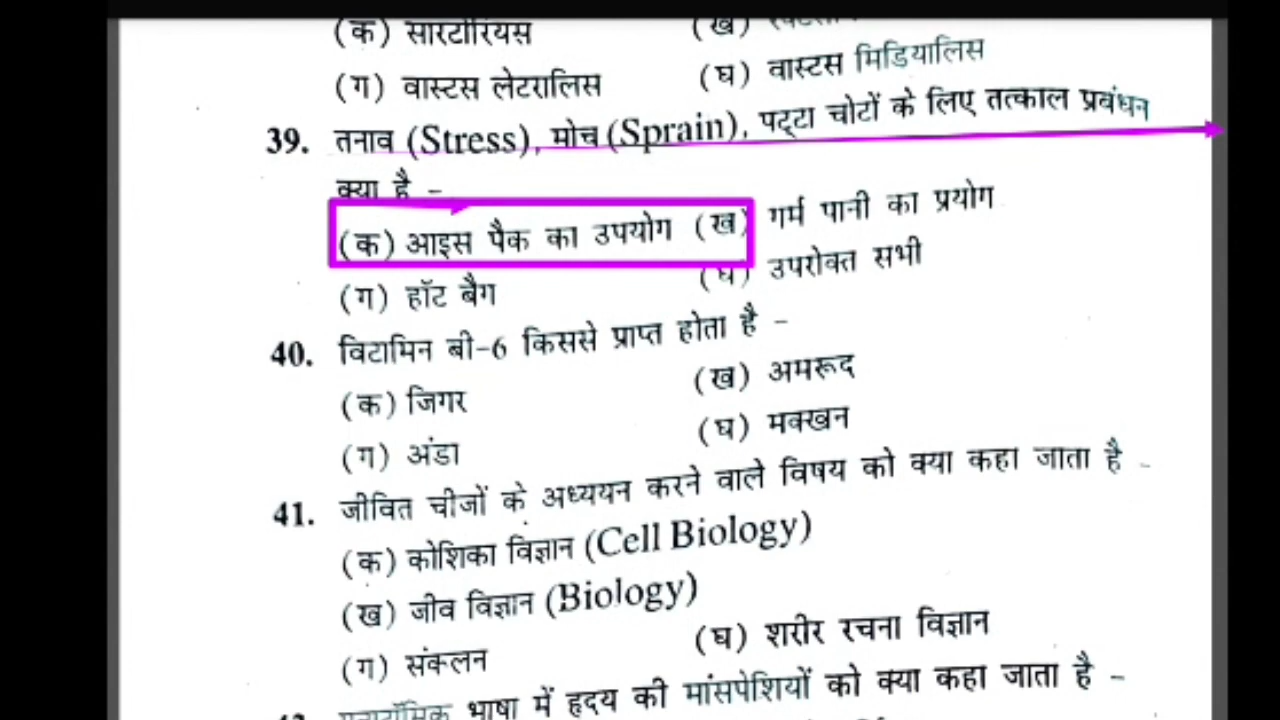 (क) सारटोरियस (ख)
(ग) वास्टस लेटरालिस (घ) वास्टस मिडियालिस
39. तनाव (Stress), मोच (Sprain), पट्टा चोटों के लिए तत्काल प्रबंधन
क्या है -
(क) आइस पैक का उपयोग (ख) गर्म पानी का प्रयोग
(ग) हॉट बैग (घ) उपरोक्त सभी
40. विटामिन बी-6 किससे प्राप्त होता है -
(क) जिगर (ख) अमरूद
(ग) अंडा (घ) मक्खन
41. जीवित चीजों के अध्ययन करने वाले विषय को क्या कहा जाता है -
(क) कोशिका विज्ञान (Cell Biology)
(ख) जीव विज्ञान (Biology)
(ग) संकलन (घ) शरीर रचना विज्ञान
भाषा में हृदय की मांसपेशियों को क्या कहा जाता है -